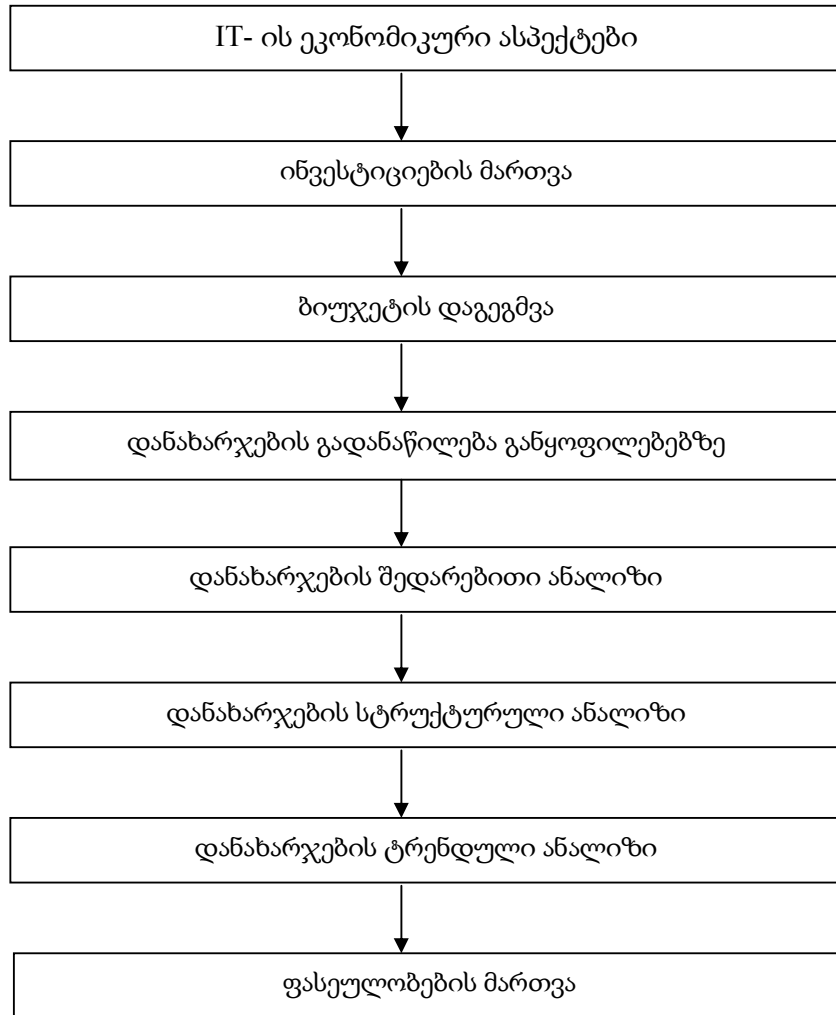 IT- ის ეკონომიკური ასპექტები
ინვესტიციების მართვა
ბიუჯეტის დაგეგმვა
დანახარჯების გადანაწილება განყოფილებებზე
დანახარჯების შედარებითი ანალიზი
დანახარჯების სტრუქტურული ანალიზი
დანახარჯების ტრენდული ანალიზი
ფასეულობების მართვა